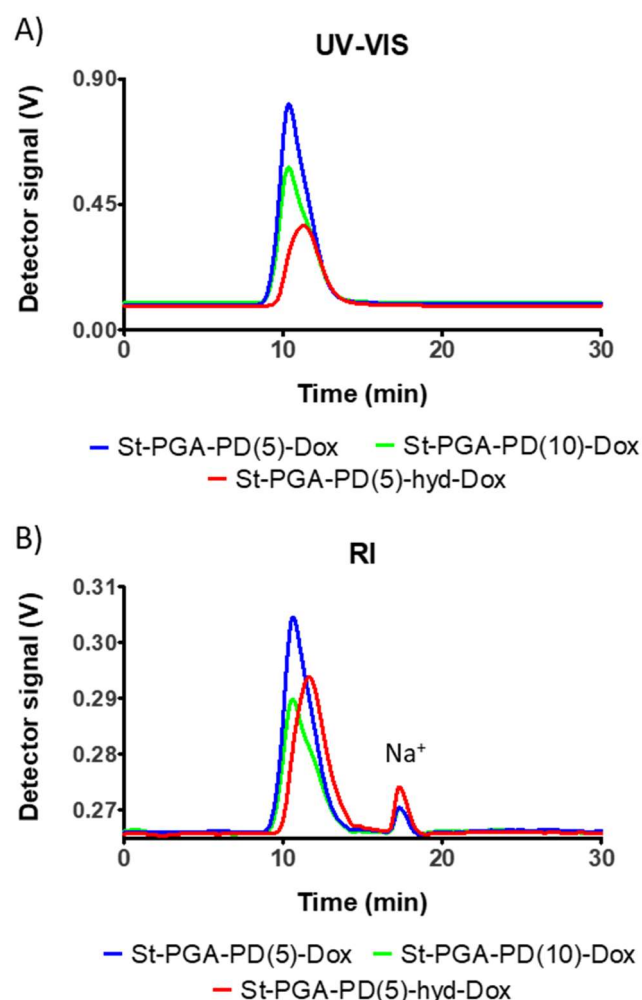 A)
UV-VIS
0.90
0.45
0.00
Detector signal (V)
0 10 20 30
Time (min)
St-PGA-PD(5)-Dox St-PGA-PD(10)-Dox
St-PGA-PD(5)-hyd-Dox
B)
RI
0.31
0.30
0.29
0.28
0.27
Detector signal (V)
Na⁺
0 10 20 30
Time (min)
St-PGA-PD(5)-Dox St-PGA-PD(10)-Dox
St-PGA-PD(5)-hyd-Dox